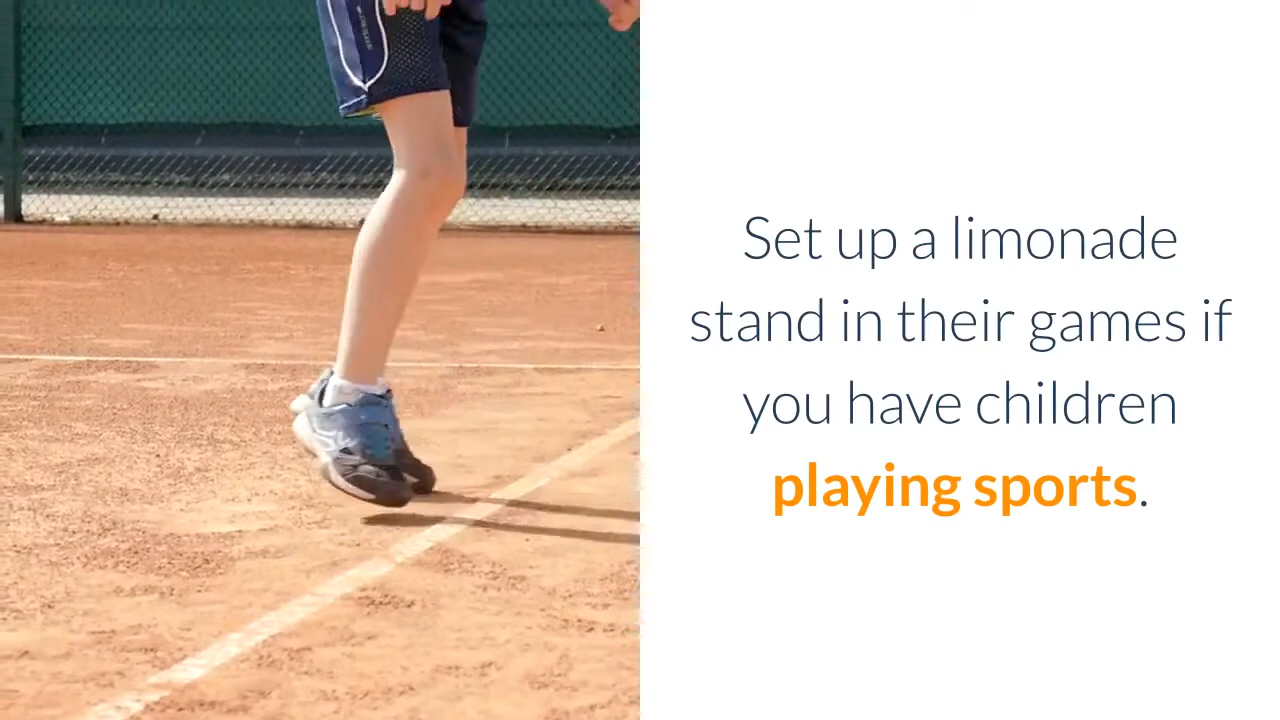 Set up a limonade
stand in their games if
you have children
playing sports.